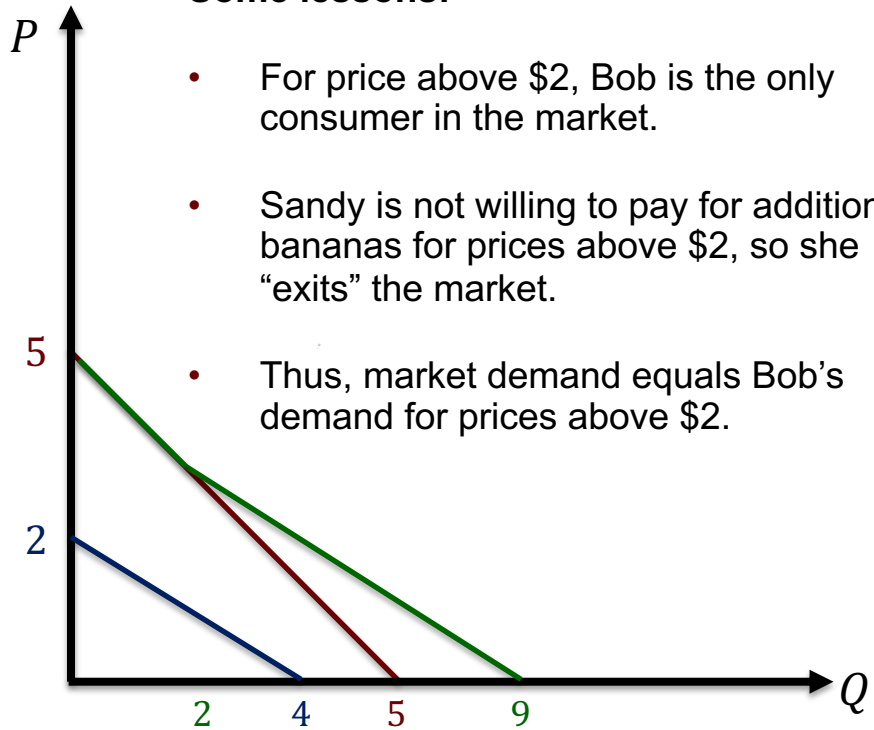 P
• For price above $2, Bob is the only
consumer in the market.
• Sandy is not willing to pay for
bananas for prices above $2, so she
“exits” the market.
5
• Thus, market demand equals Bob’s
demand for prices above $2.
2
Q
2 4 5 9